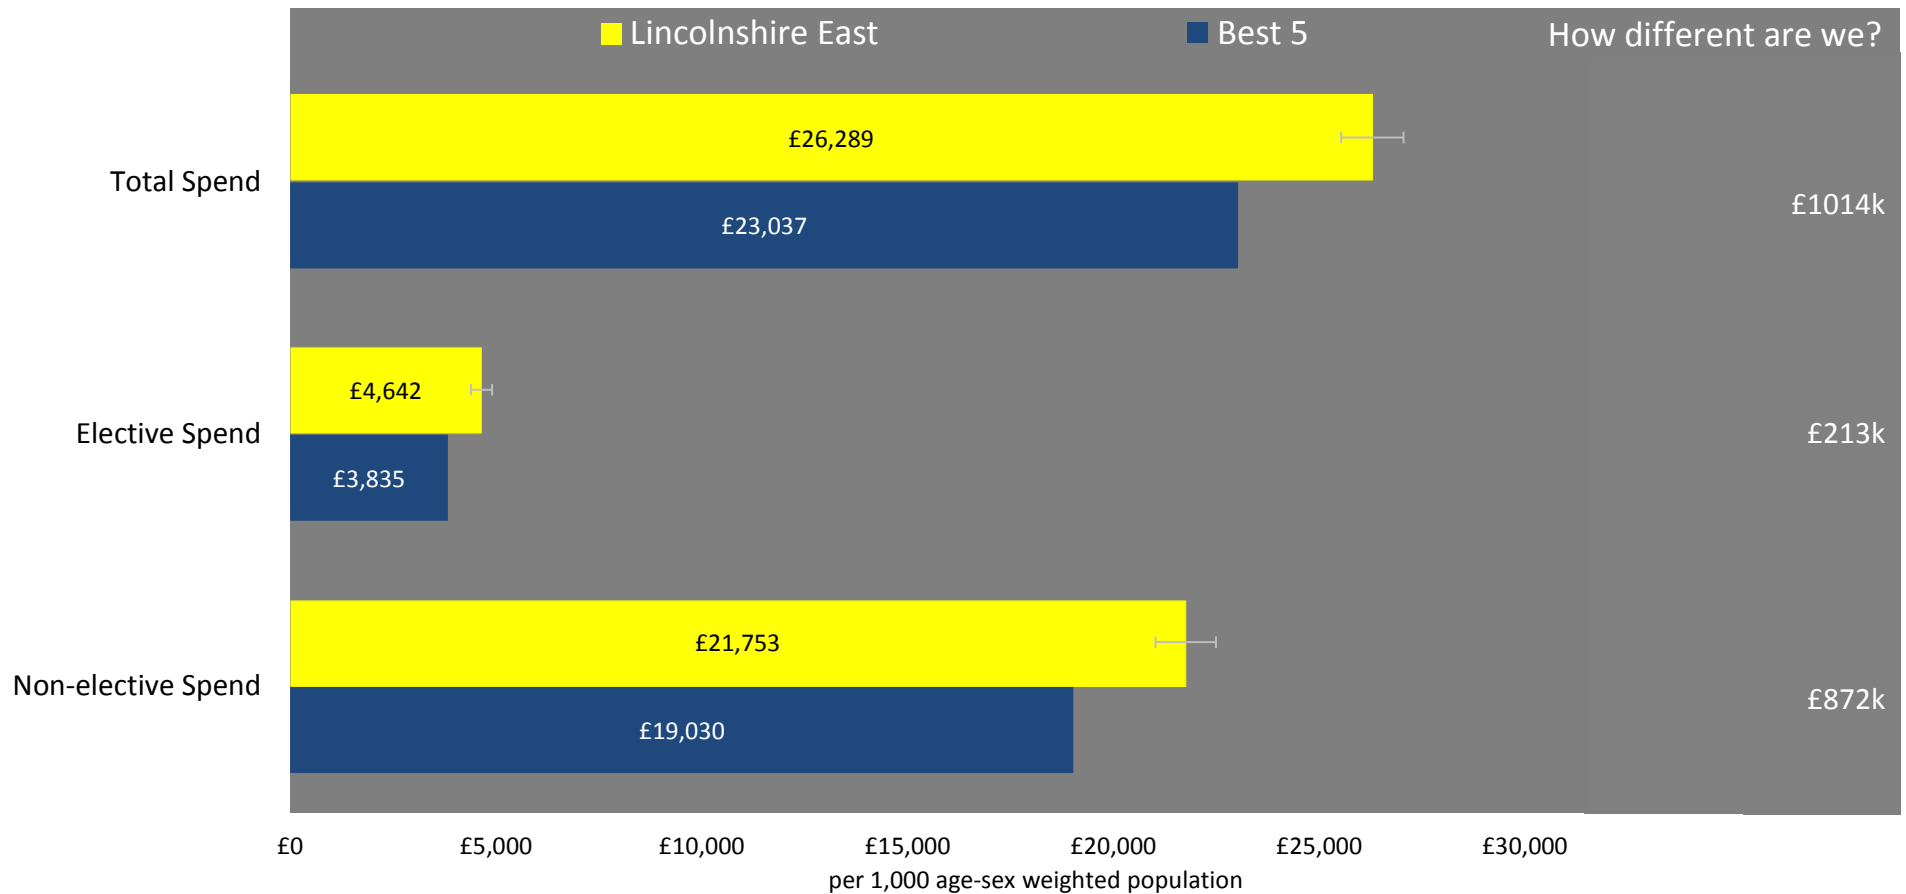 Lincolnshire East Best 5 How different are we?
Total Spend
£26,289
£23,037
£1014k
Elective Spend
£4,642
£3,835
£213k
Non-elective Spend
£21,753
£19,030
£872k
£0 £5,000 £10,000 £15,000 £20,000 £25,000 £30,000
per 1,000 age-sex weighted population